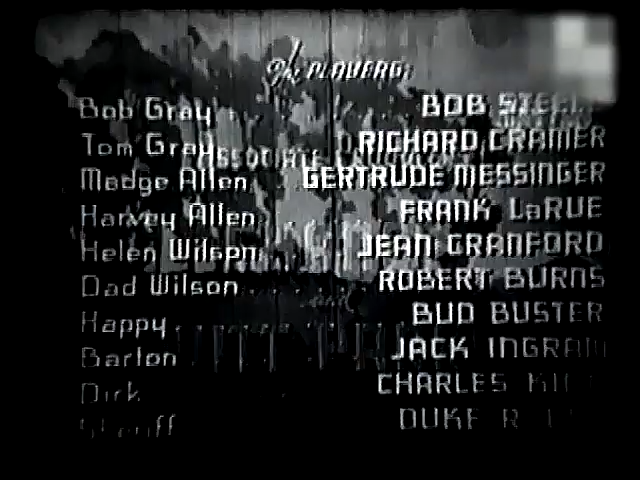 The PLAYERS:
Bob Gray BOB STEELE
Tom Gray RICHARD CRAMER
Madge Allen GERTRUDE MESSINGER
Harvey Allen FRANK LaRUE
Helen Wilson JEAN CRANFORD
Dad Wilson ROBERT BURNS
Happy BUD BUSTER
Barton JACK INGRAM
Dirk CHARLES
Sheriff DUKE